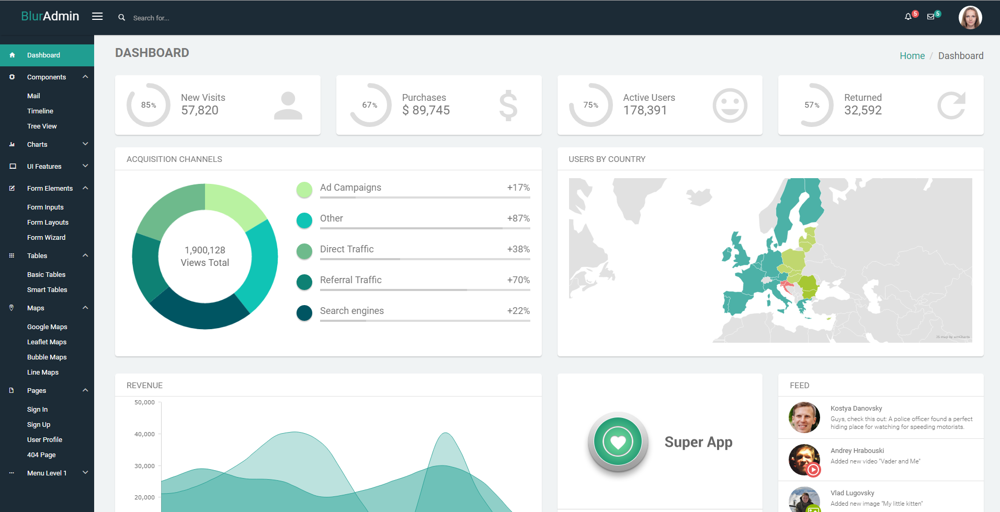 BlurAdmin
Search for...
5
5
Dashboard
Components
Mail
Timeline
Tree View
Charts
UI Features
Form Elements
Form Inputs
Form Layouts
Form Wizard
Tables
Basic Tables
Smart Tables
Maps
Google Maps
Leaflet Maps
Bubble Maps
Line Maps
Pages
Sign In
Sign Up
User Profile
404 Page
Menu Level 1
DASHBOARD
Home / Dashboard
85%
New Visits
57,820
67%
Purchases
$ 89,745
75%
Active Users
178,391
57%
Returned
32,592
ACQUISITION CHANNELS
1,900,128
Views Total
Ad Campaigns +17%
Other +87%
Direct Traffic +38%
Referral Traffic +70%
Search engines +22%
USERS BY COUNTRY
JS map by amCharts
REVENUE
50,000
40,000
30,000
20,000
Super App
FEED
Kostya Danovsky
Guys, check this out: A police officer found a perfect
hiding place for watching for speeding motorists.
Andrey Hrabouski
Added new video "Vader and Me"
Vlad Lugovsky
Added new image "My little kitten"